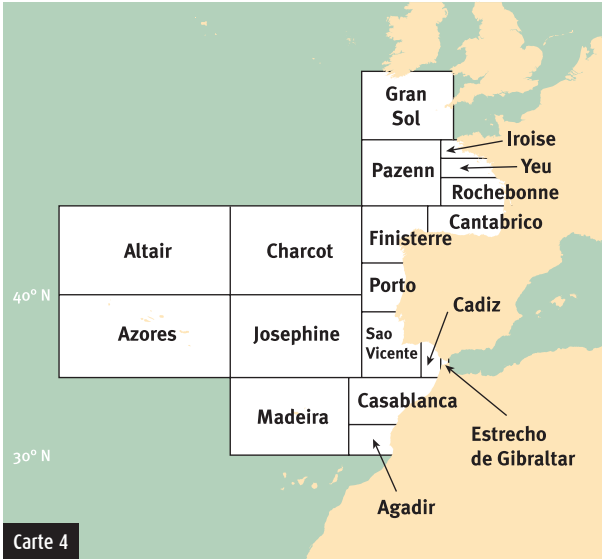 Gran
Sol
Iroise
Pazenn
Yeu
Rochebonne
Cantabrico
Finisterre
Altair
Charcot
Porto
40° N
Cadiz
Azores
Josephine
Sao
Vicente
Casablanca
Madeira
Estrecho
de Gibraltar
30° N
Agadir
Carte 4